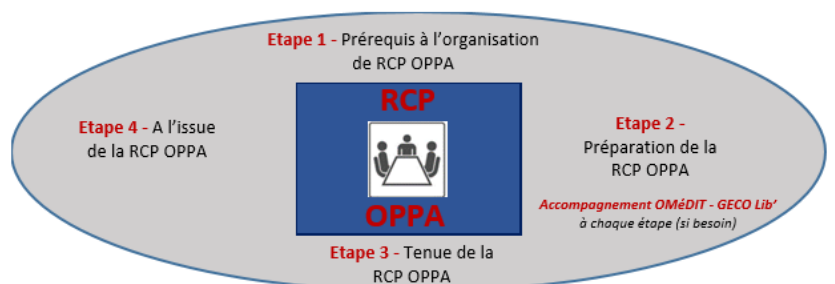 Etape 1 - Prérequis à l'organisation
de RCP OPPA
RCP
OPPA
Etape 2 -
Préparation de la
RCP OPPA
Accompagnement OMéDIT - GECO Lib'
à chaque étape (si besoin)
Etape 3 - Tenue de la
RCP OPPA
Etape 4 - A l'issue
de la RCP OPPA